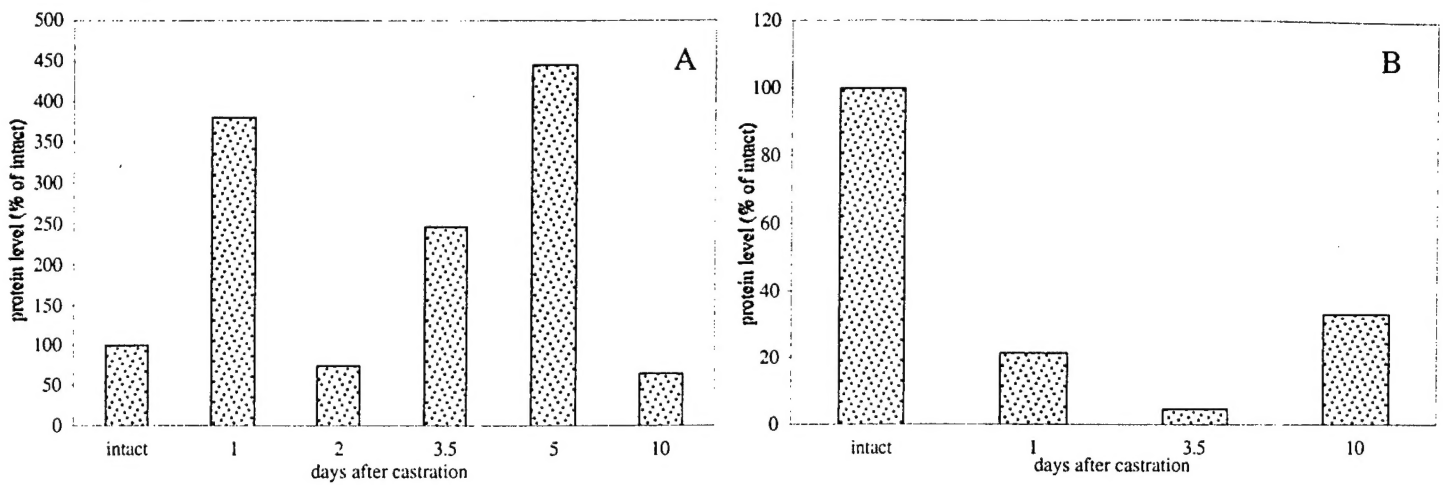 A
protein level (% of intact)
500
450
400
350
300
250
200
150
100
50
0
intact 1 2 3.5 5 10
days after castration
B
protein level (% of intact)
120
100
80
60
40
20
0
intact 1 3.5 10
days after castration